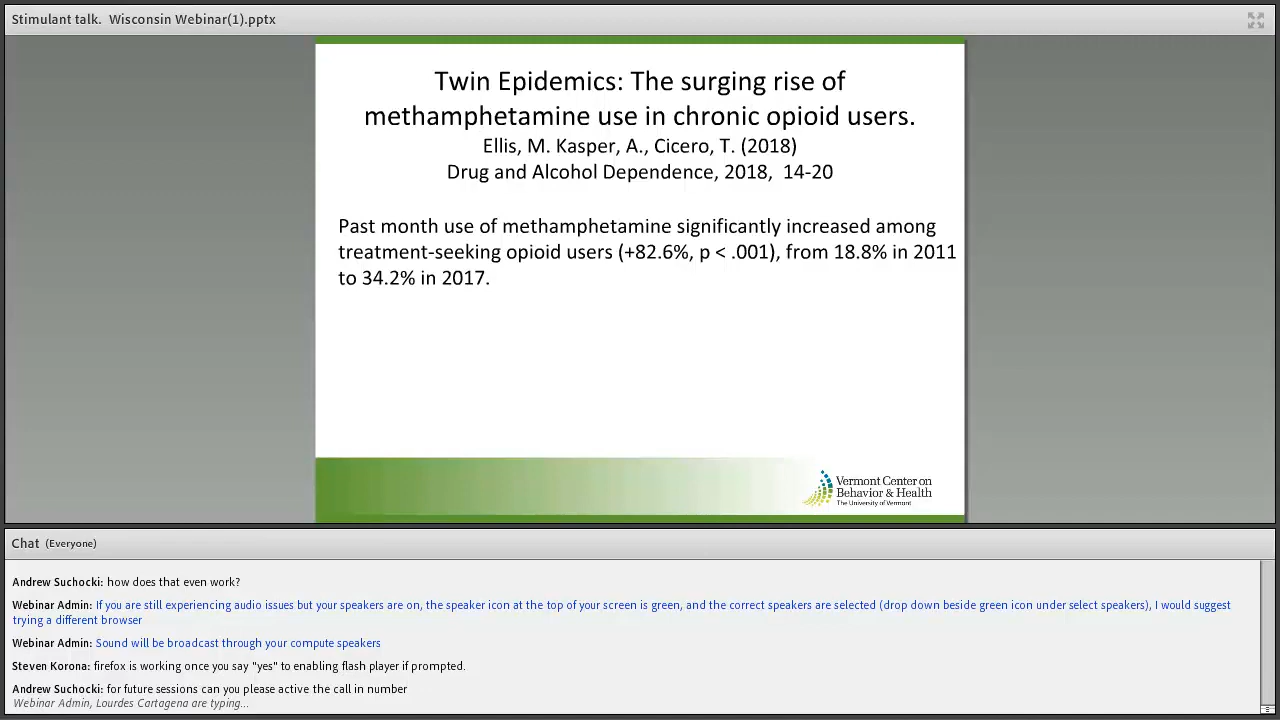 Stimulant talk.  Wisconsin Webinar(1).pptx
Twin Epidemics: The surging rise of
methamphetamine use in chronic opioid users.
Ellis, M. Kasper, A., Cicero, T. (2018)
Drug and Alcohol Dependence, 2018,  14-20
Past month use of methamphetamine significantly increased among
treatment-seeking opioid users (+82.6%, p < .001), from 18.8% in 2011
to 34.2% in 2017.
Vermont Center on
Behavior & Health
The University of Vermont
Chat (Everyone)
Andrew Suchocki: how does that even work?
Webinar Admin: If you are still experiencing audio issues but your speakers are on, the speaker icon at the top of your screen is green, and the correct speakers are selected (drop down beside green icon under select speakers), I would suggest
trying a different browser
Webinar Admin: Sound will be broadcast through your compute speakers
Steven Korona: firefox is working once you say "yes" to enabling flash player if prompted.
Andrew Suchocki: for future sessions can you please active the call in number
Webinar Admin, Lourdes Cartagena are typing...